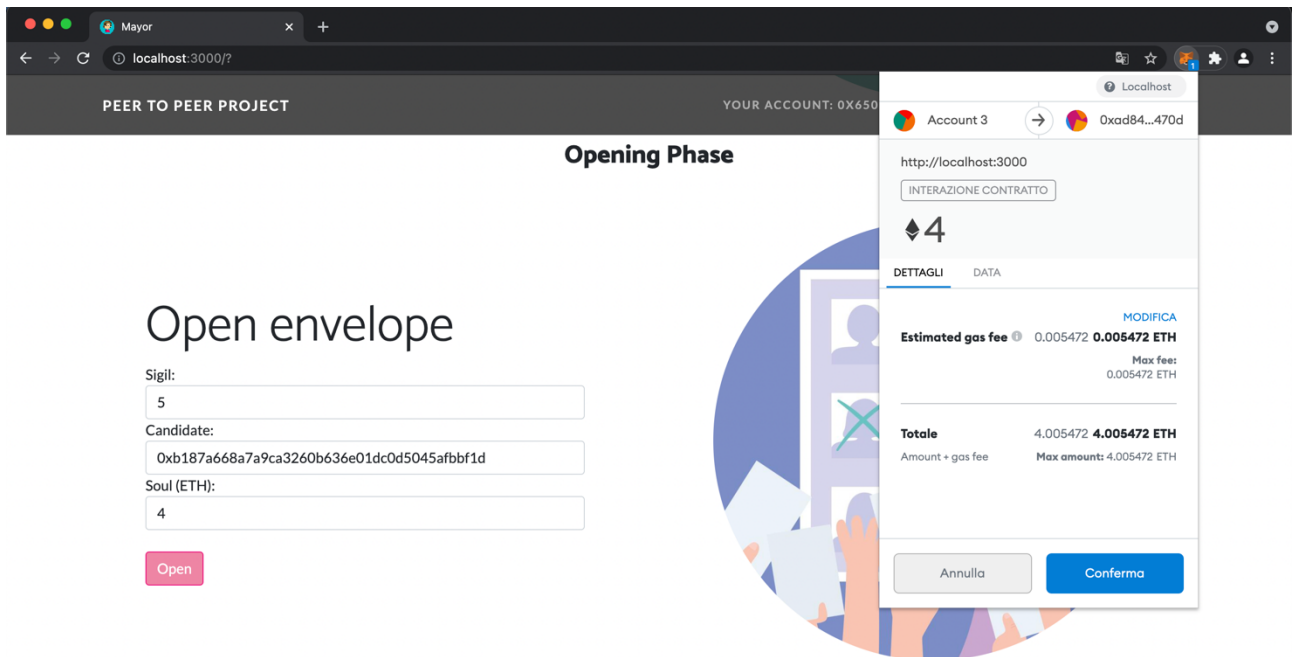 Mayor
localhost:3000/?
1
PEER TO PEER PROJECT
YOUR ACCOUNT: 0X650
Opening Phase
Open envelope
Sigil:
5
Candidate:
0xb187a668a7a9ca3260b636e01dc0d5045afbbf1d
Soul (ETH):
4
Open
Localhost
Account 3
0xad84...470d
http://localhost:3000
INTERAZIONE CONTRATTO
4
DETTAGLI DATA
MODIFICA
Estimated gas fee 0.005472 0.005472 ETH
Max fee:
0.005472 ETH
Totale 4.005472 4.005472 ETH
Amount + gas fee Max amount: 4.005472 ETH
Annulla Conferma